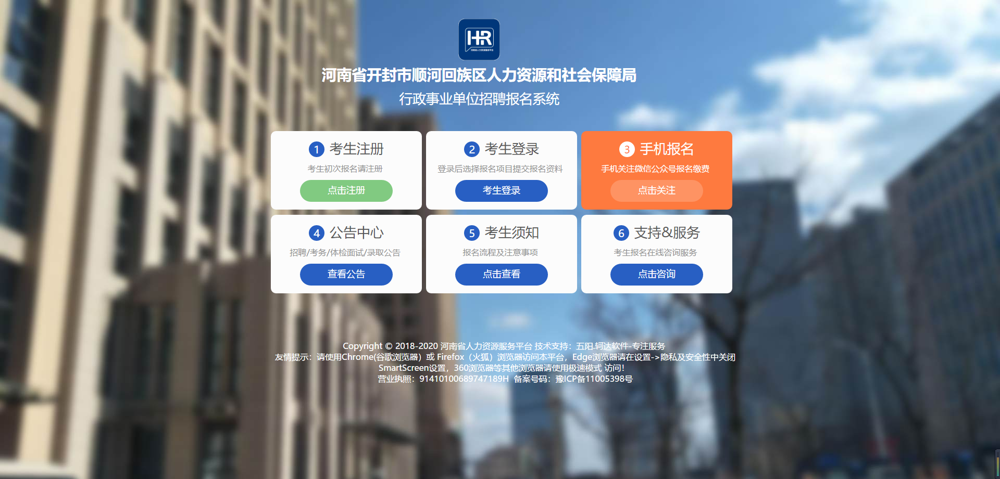 HR
河南省人力资源服务平台
河南省开封市顺河回族区人力资源和社会保障局
行政事业单位招聘报名系统
1 考生注册
考生初次报名请注册
点击注册
2 考生登录
登录后选择报名项目提交报名资料
考生登录
3 手机报名
手机关注微信公众号报名缴费
点击关注
4 公告中心
招聘/考务/体检面试/录取公告
查看公告
5 考生须知
报名流程及注意事项
点击查看
6 支持&服务
考生报名在线咨询服务
点击咨询
Copyright © 2018-2020 河南省人力资源服务平台 技术支持：五阳.轲达软件-专注服务
友情提示：请使用Chrome(谷歌浏览器）或 Firefox（火狐）浏览器访问本平台，Edge浏览器请在设置->隐私及安全性中关闭
SmartScreen设置，360浏览器等其他浏览器请使用极速模式 访问！
营业执照：91410100689747189H 备案号码：豫ICP备11005398号